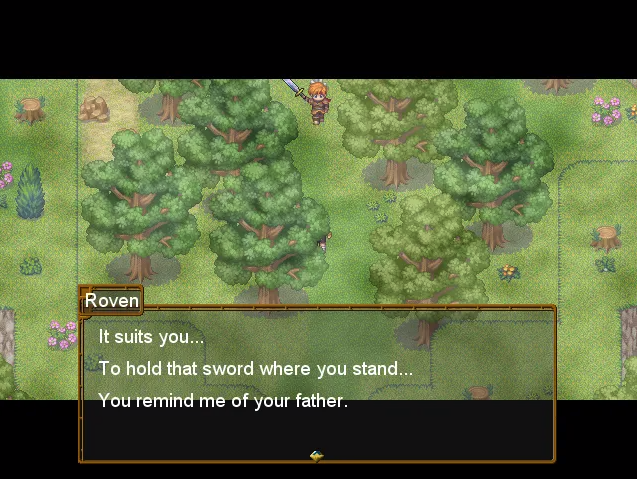 Roven
It suits you...
To hold that sword where you stand...
You remind me of your father.